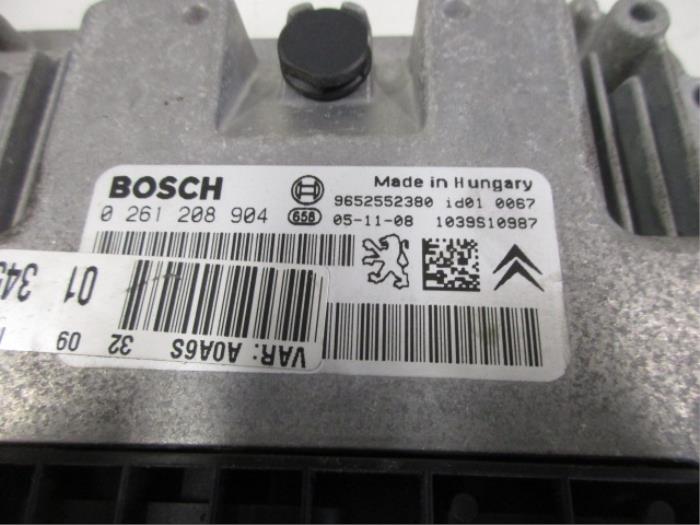 BOSCH
Made in Hungary
9652552380 id01 0067
0 261 208 904 658 05-11-08 1039S10987
01
32 09
VAR: A0A6S